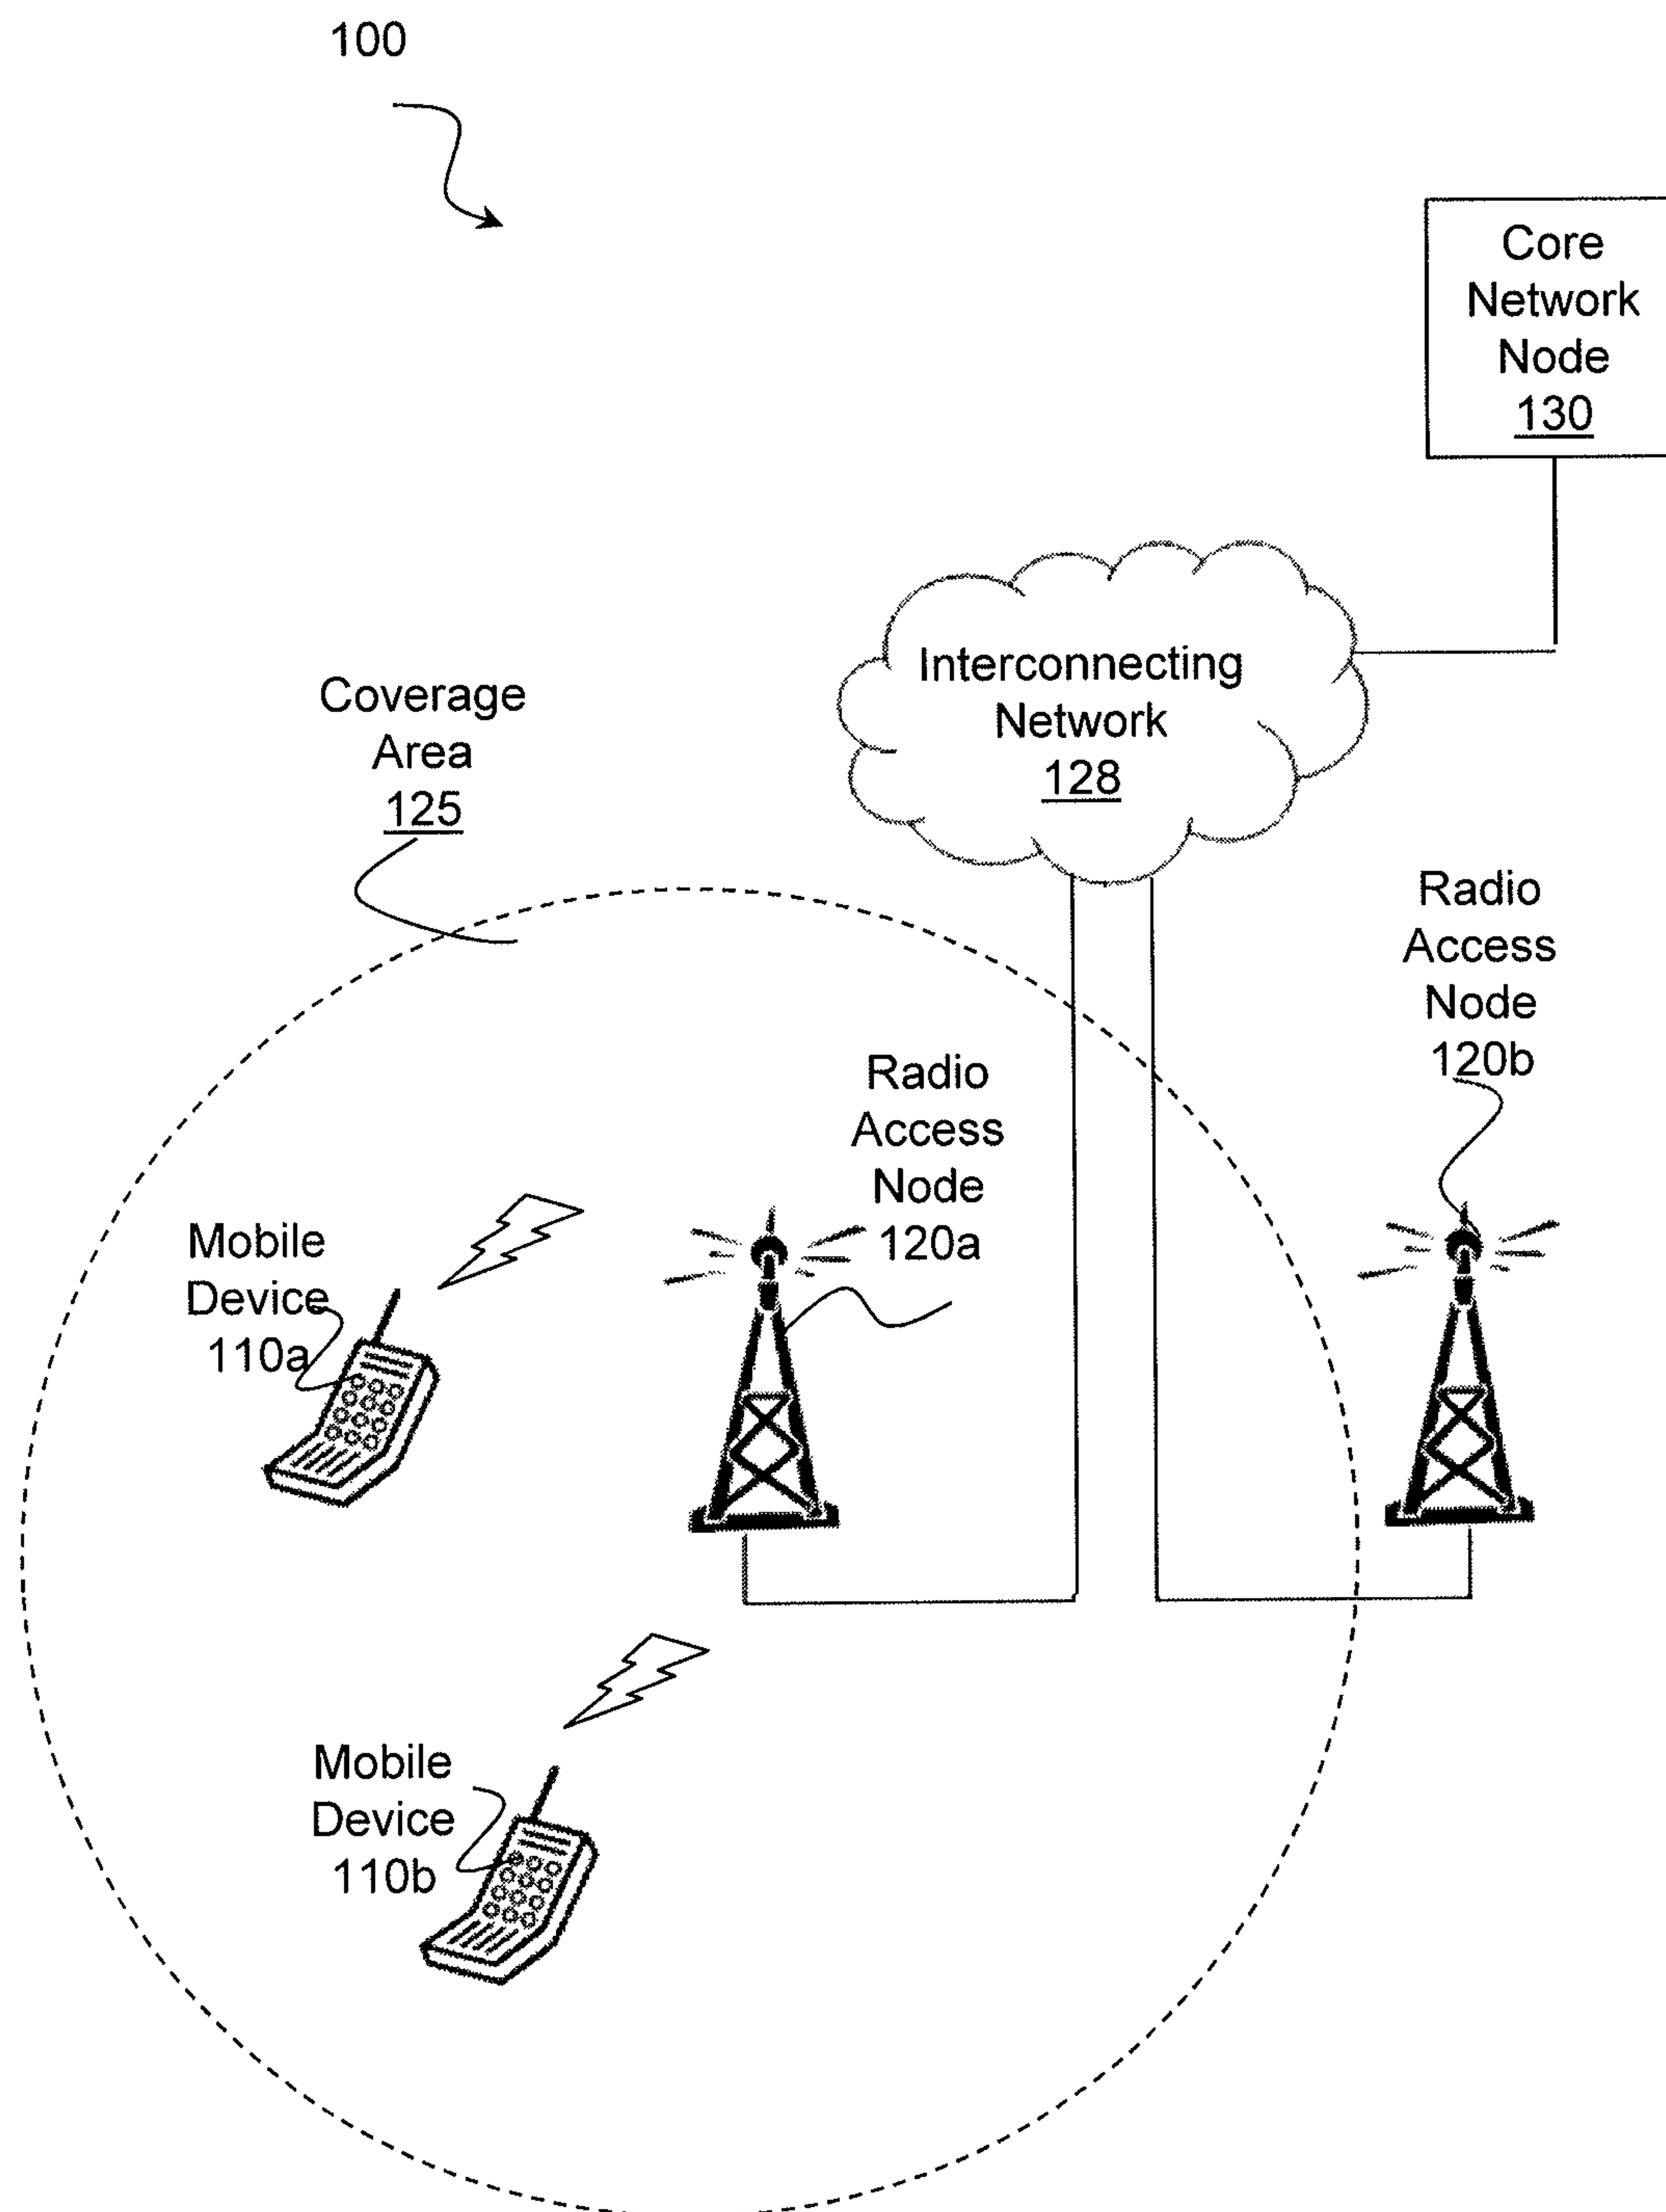 100
Core
Network
Node
130
Interconnecting
Network
128
Coverage
Area
125
Radio
Access
Node
120b
Radio
Access
Node
120a
Mobile
Device
110a
Mobile
Device
110b